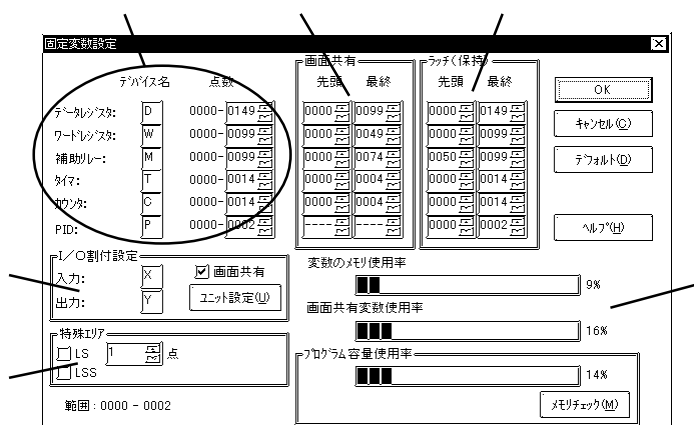 固定変数設定
デバイス名 点数
画面共有
先頭 最終
ラッチ(保持)
先頭 最終
データレジスタ: D 0000-0149 0000 0099 0000 0149
ワードレジスタ: W 0000-0099 0000 0049 0000 0099
補助リレー: M 0000-0099 0000 0074 0050 0099
タイマ: T 0000-0014 0000 0004 0000 0014
カウンタ: C 0000-0014 0000 0004 0000 0014
PID: P 0000-0002 ---- ---- 0000 0002
OK
キャンセル(C)
デフォルト(D)
ヘルプ(H)
I/O割付設定
入力: X 画面共有
出力: Y ユニット設定(U)
特殊エリア
LS 1 点
LSS
範囲:0000 - 0002
変数のメモリ使用率
9%
画面共有変数使用率
16%
プログラム容量使用率
14%
メモリチェック(M)